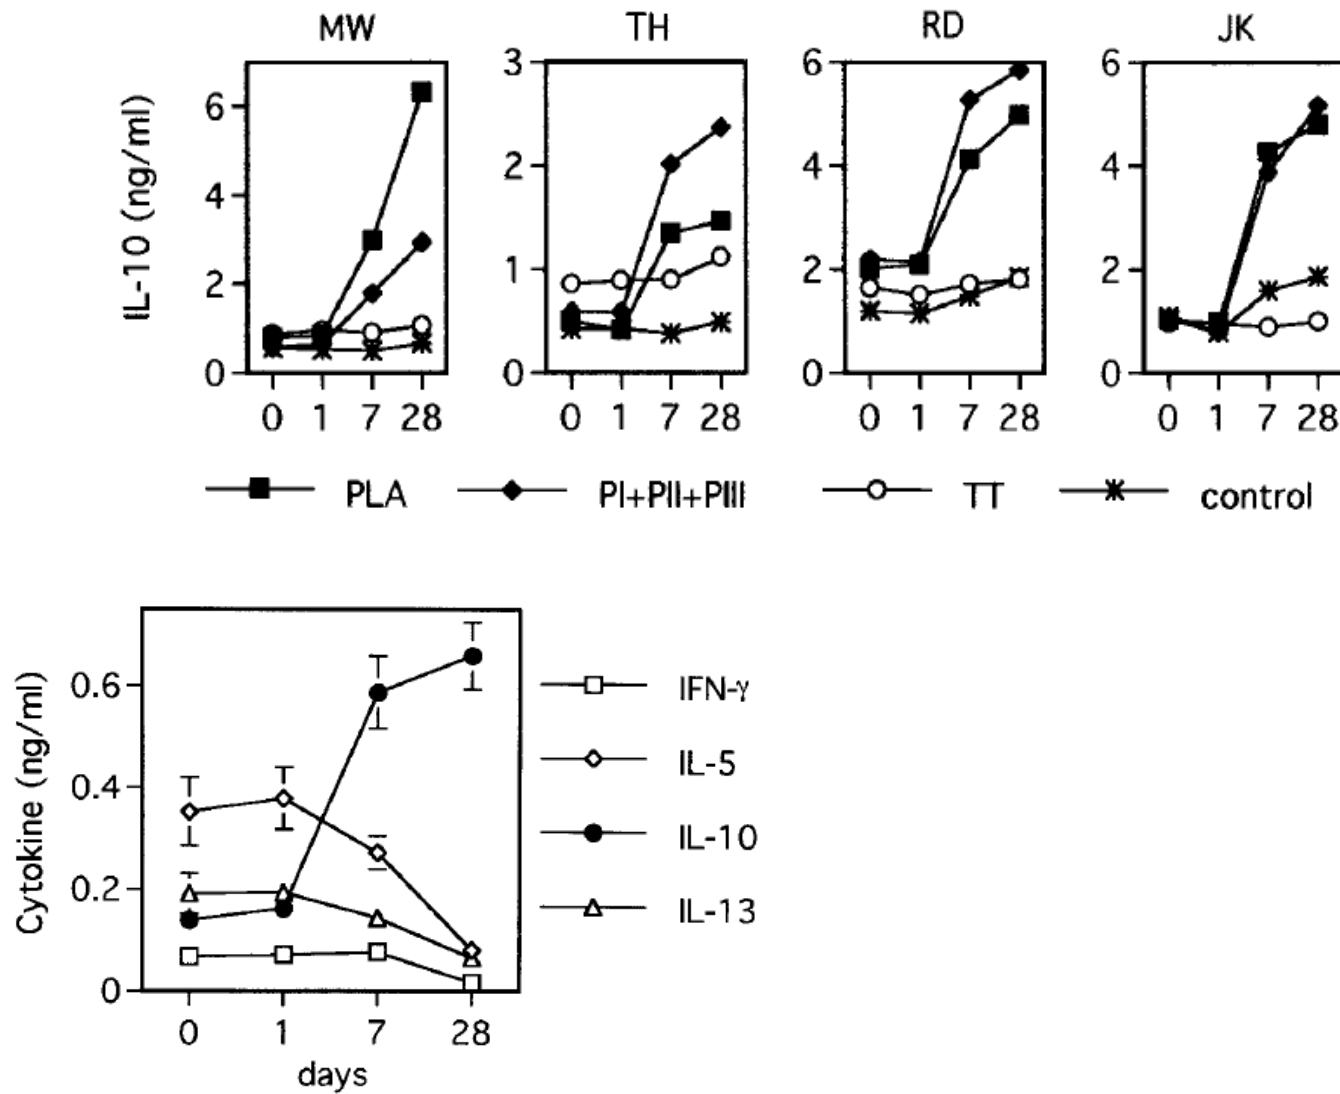 MW TH RD JK
IL-10 (ng/ml)
6 3 6 6
4 2 4 4
2 1 2 2
0 0 0 0
0 1 7 28 0 1 7 28 0 1 7 28 0 1 7 28
PLA PI+PII+PIII TT control
Cytokine (ng/ml)
0.6
0.4
0.2
0
0 1 7 28
days
IFN-γ
IL-5
IL-10
IL-13